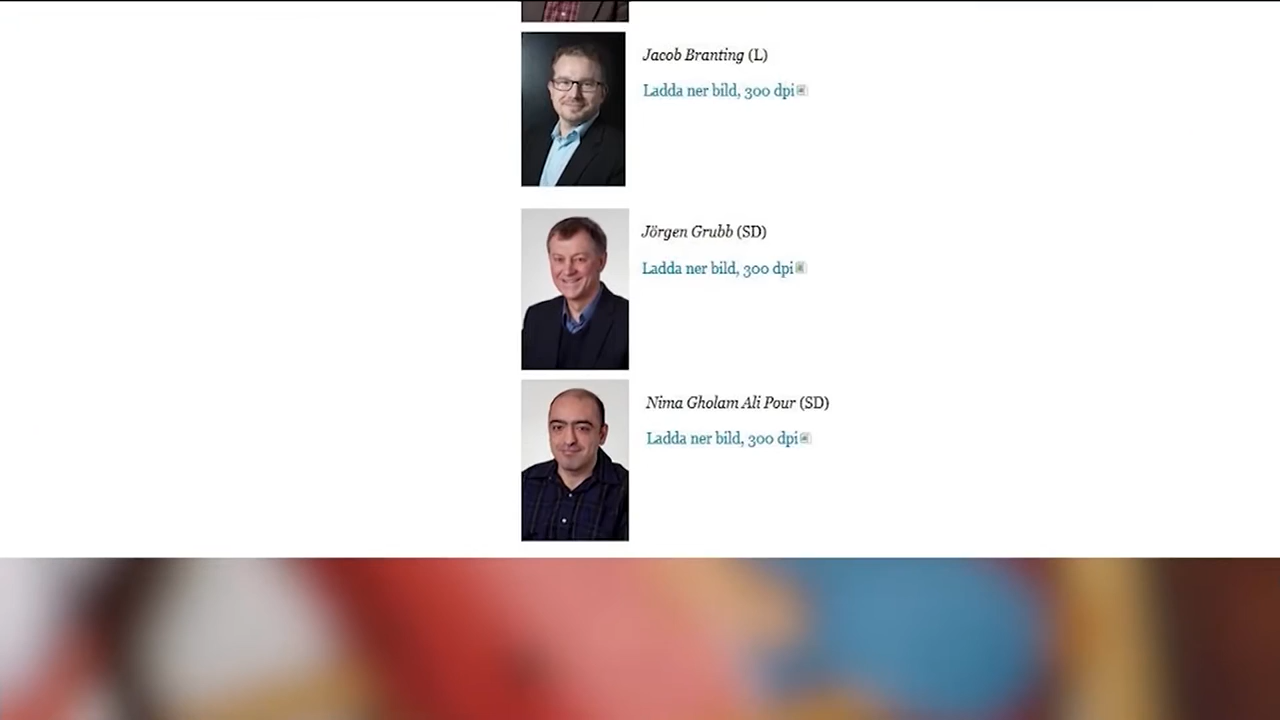 Jacob Branting (L)
Ladda ner bild, 300 dpi
Jörgen Grubb (SD)
Ladda ner bild, 300 dpi
Nima Gholam Ali Pour (SD)
Ladda ner bild, 300 dpi